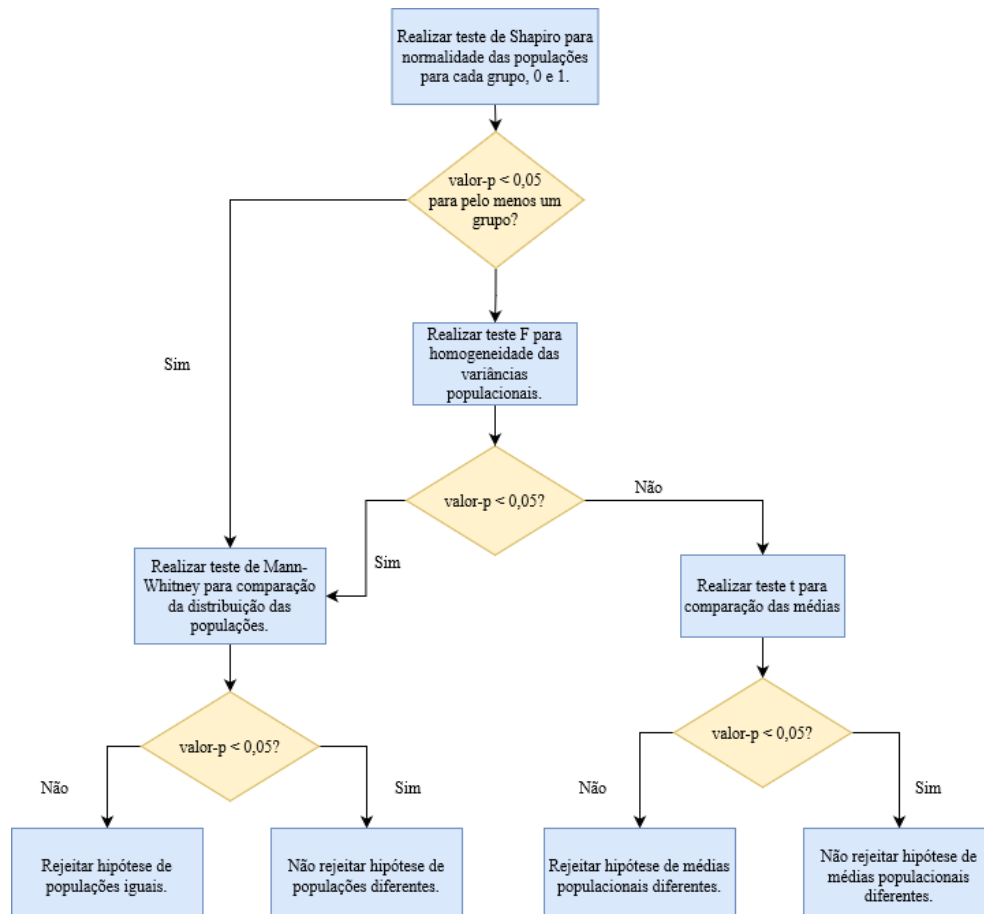 Realizar teste de Shapiro para
normalidade das populações
para cada grupo, 0 e 1.
valor-p < 0,05
para pelo menos um
grupo?
Sim
Realizar teste F para
homogeneidade das
variâncias
populacionais.
valor-p < 0,05?
Não
Sim
Realizar teste de Mann-
Whitney para comparação
da distribuição das
populações.
Realizar teste t para
comparação das médias
valor-p < 0,05?
valor-p < 0,05?
Não
Sim
Não
Sim
Rejeitar hipótese de
populações iguais.
Não rejeitar hipótese de
populações diferentes.
Rejeitar hipótese de médias
populacionais diferentes.
Não rejeitar hipótese de
médias populacionais
diferentes.